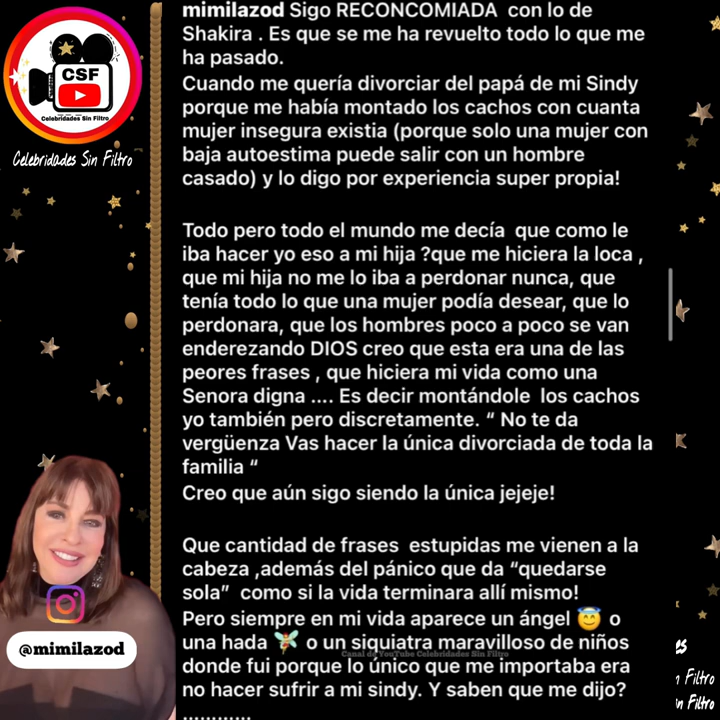 mimilazod Sigo RECONCOMIADA con lo de
Shakira . Es que se me ha revuelto todo lo que me
ha pasado.
Cuando me quería divorciar del papá de mi Sindy
porque me había montado los cachos con cuanta
mujer insegura existia (porque solo una mujer con
baja autoestima puede salir con un hombre
casado) y lo digo por experiencia super propia!
Todo pero todo el mundo me decía que como le
iba hacer yo eso a mi hija ?que me hiciera la loca ,
que mi hija no me lo iba a perdonar nunca, que
tenía todo lo que una mujer podía desear, que lo
perdonara, que los hombres poco a poco se van
enderezando DIOS creo que esta era una de las
peores frases , que hiciera mi vida como una
Senora digna .... Es decir montándole los cachos
yo también pero discretamente. “ No te da
vergüenza Vas hacer la única divorciada de toda la
familia “
Creo que aún sigo siendo la única jejeje!
Que cantidad de frases estupidas me vienen a la
cabeza ,además del pánico que da “quedarse
sola” como si la vida terminara allí mismo!
Pero siempre en mi vida aparece un ángel 😇 o
una hada 🧚 o un siquiatra maravilloso de niños
donde fui porque lo único que me importaba era
no hacer sufrir a mi sindy. Y saben que me dijo?
............
Canal de YouTube Celebridades Sin Filtro
CSF
Celebridades Sin Filtro
Celebridades Sin Filtro
@mimilazod
es
n Filtro
n Filtro